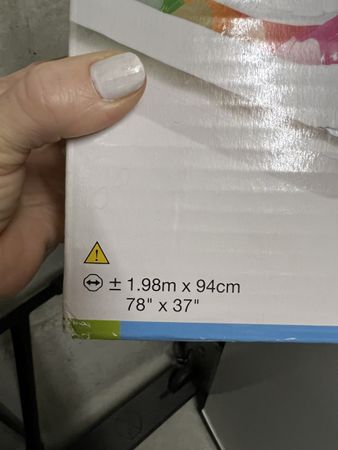 ± 1.98m x 94cm
78" x 37"